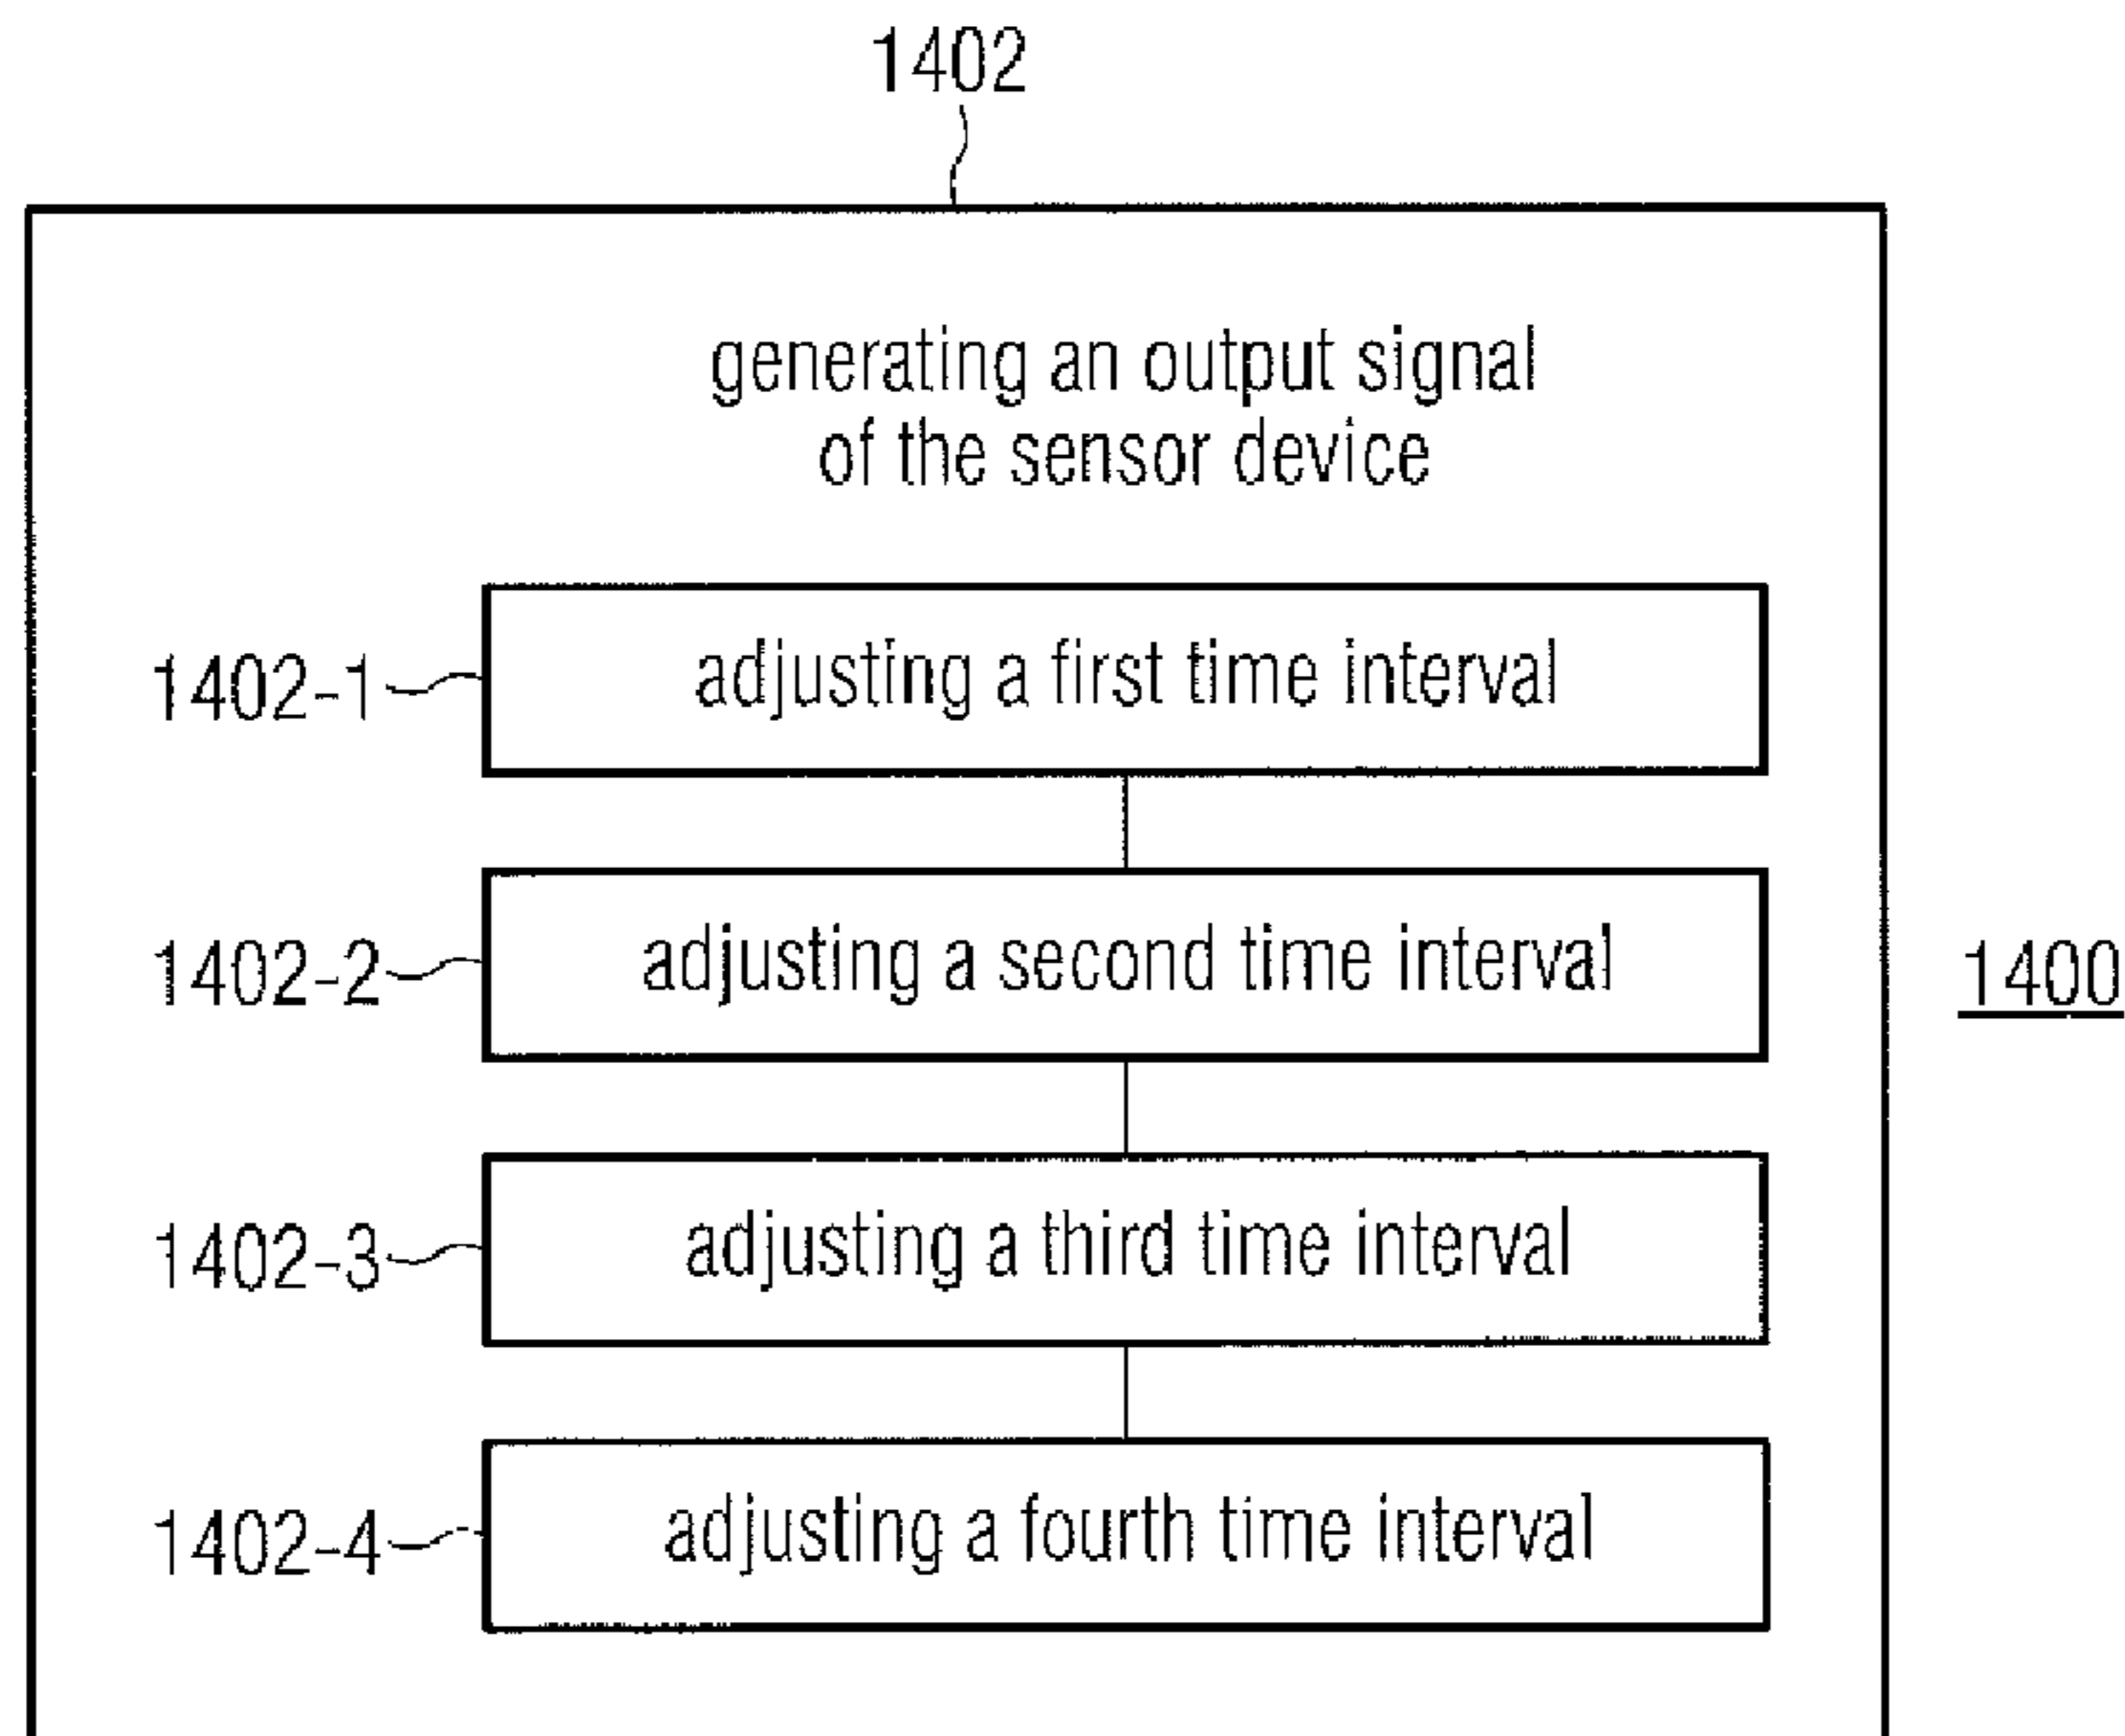 1402
generating an output signal
of the sensor device
1402-1
adjusting a first time interval
1402-2
adjusting a second time interval
1400
1402-3
adjusting a third time interval
1402-4
adjusting a fourth time interval